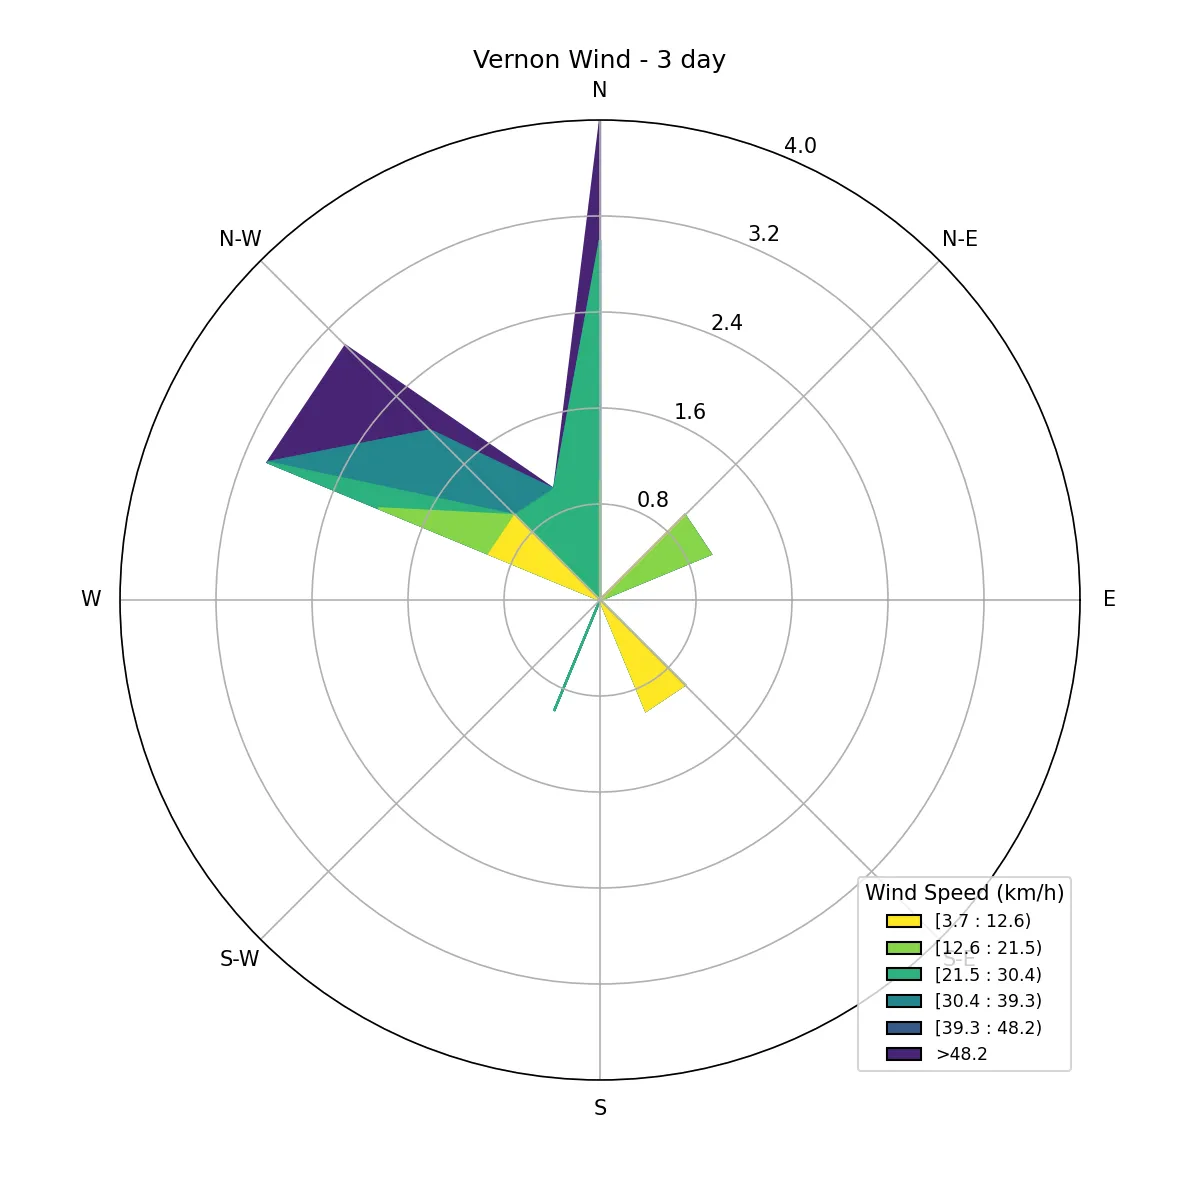 Vernon Wind - 3 day
N
4.0
N-W
3.2
N-E
2.4
1.6
0.8
W
E
S-W
S-E
S
Wind Speed (km/h)
[3.7 : 12.6)
[12.6 : 21.5)
[21.5 : 30.4)
[30.4 : 39.3)
[39.3 : 48.2)
>48.2